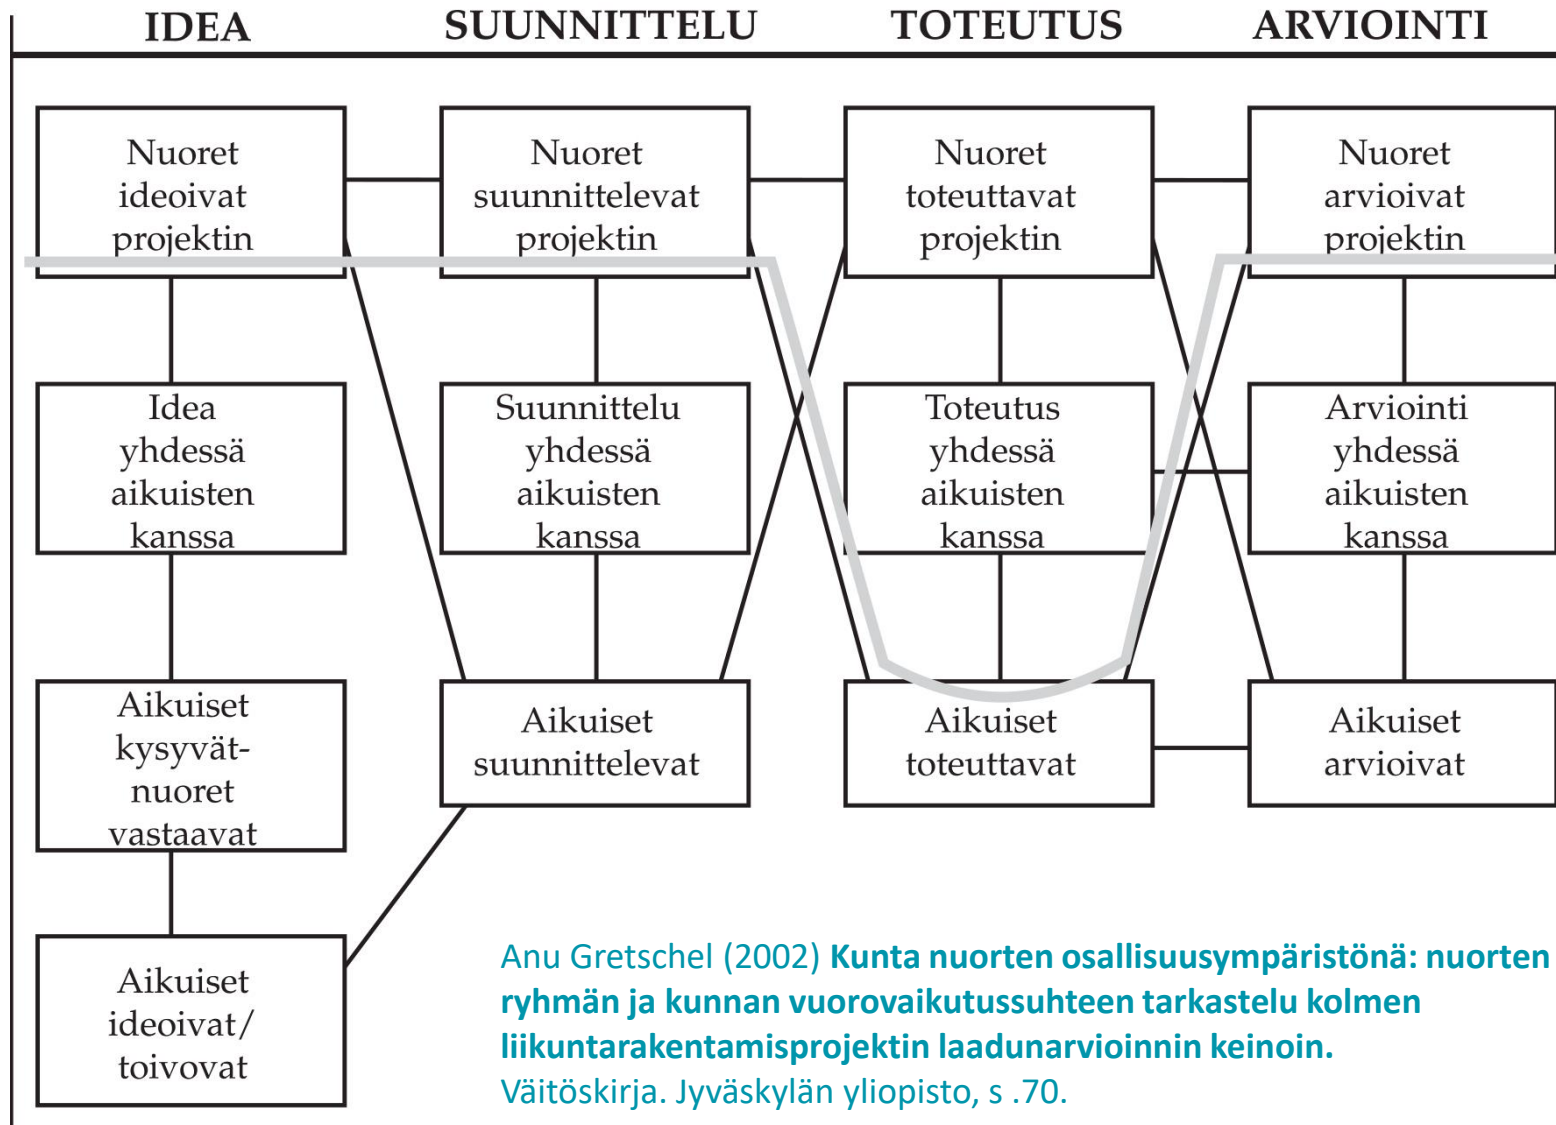 IDEA
SUUNNITTELU
TOTEUTUS
ARVIOINTI
Nuoret
ideoivat
projektin
Nuoret
suunnittelevat
projektin
Nuoret
toteuttavat
projektin
Nuoret
arvioivat
projektin
Idea
yhdessä
aikuisten
kanssa
Suunnittelu
yhdessä
aikuisten
kanssa
Toteutus
yhdessä
aikuisten
kanssa
Arviointi
yhdessä
aikuisten
kanssa
Aikuiset
kysyvät-
nuoret
vastaavat
Aikuiset
suunnittelevat
Aikuiset
toteuttavat
Aikuiset
arvioivat
Aikuiset
ideoivat/
toivovat
Anu Gretschel (2002) Kunta nuorten osallisuusympäristönä: nuorten
ryhmän ja kunnan vuorovaikutussuhteen tarkastelu kolmen
liikuntarakentamisprojektin laadunarvioinnin keinoin.
Väitöskirja. Jyväskylän yliopisto, s .70.